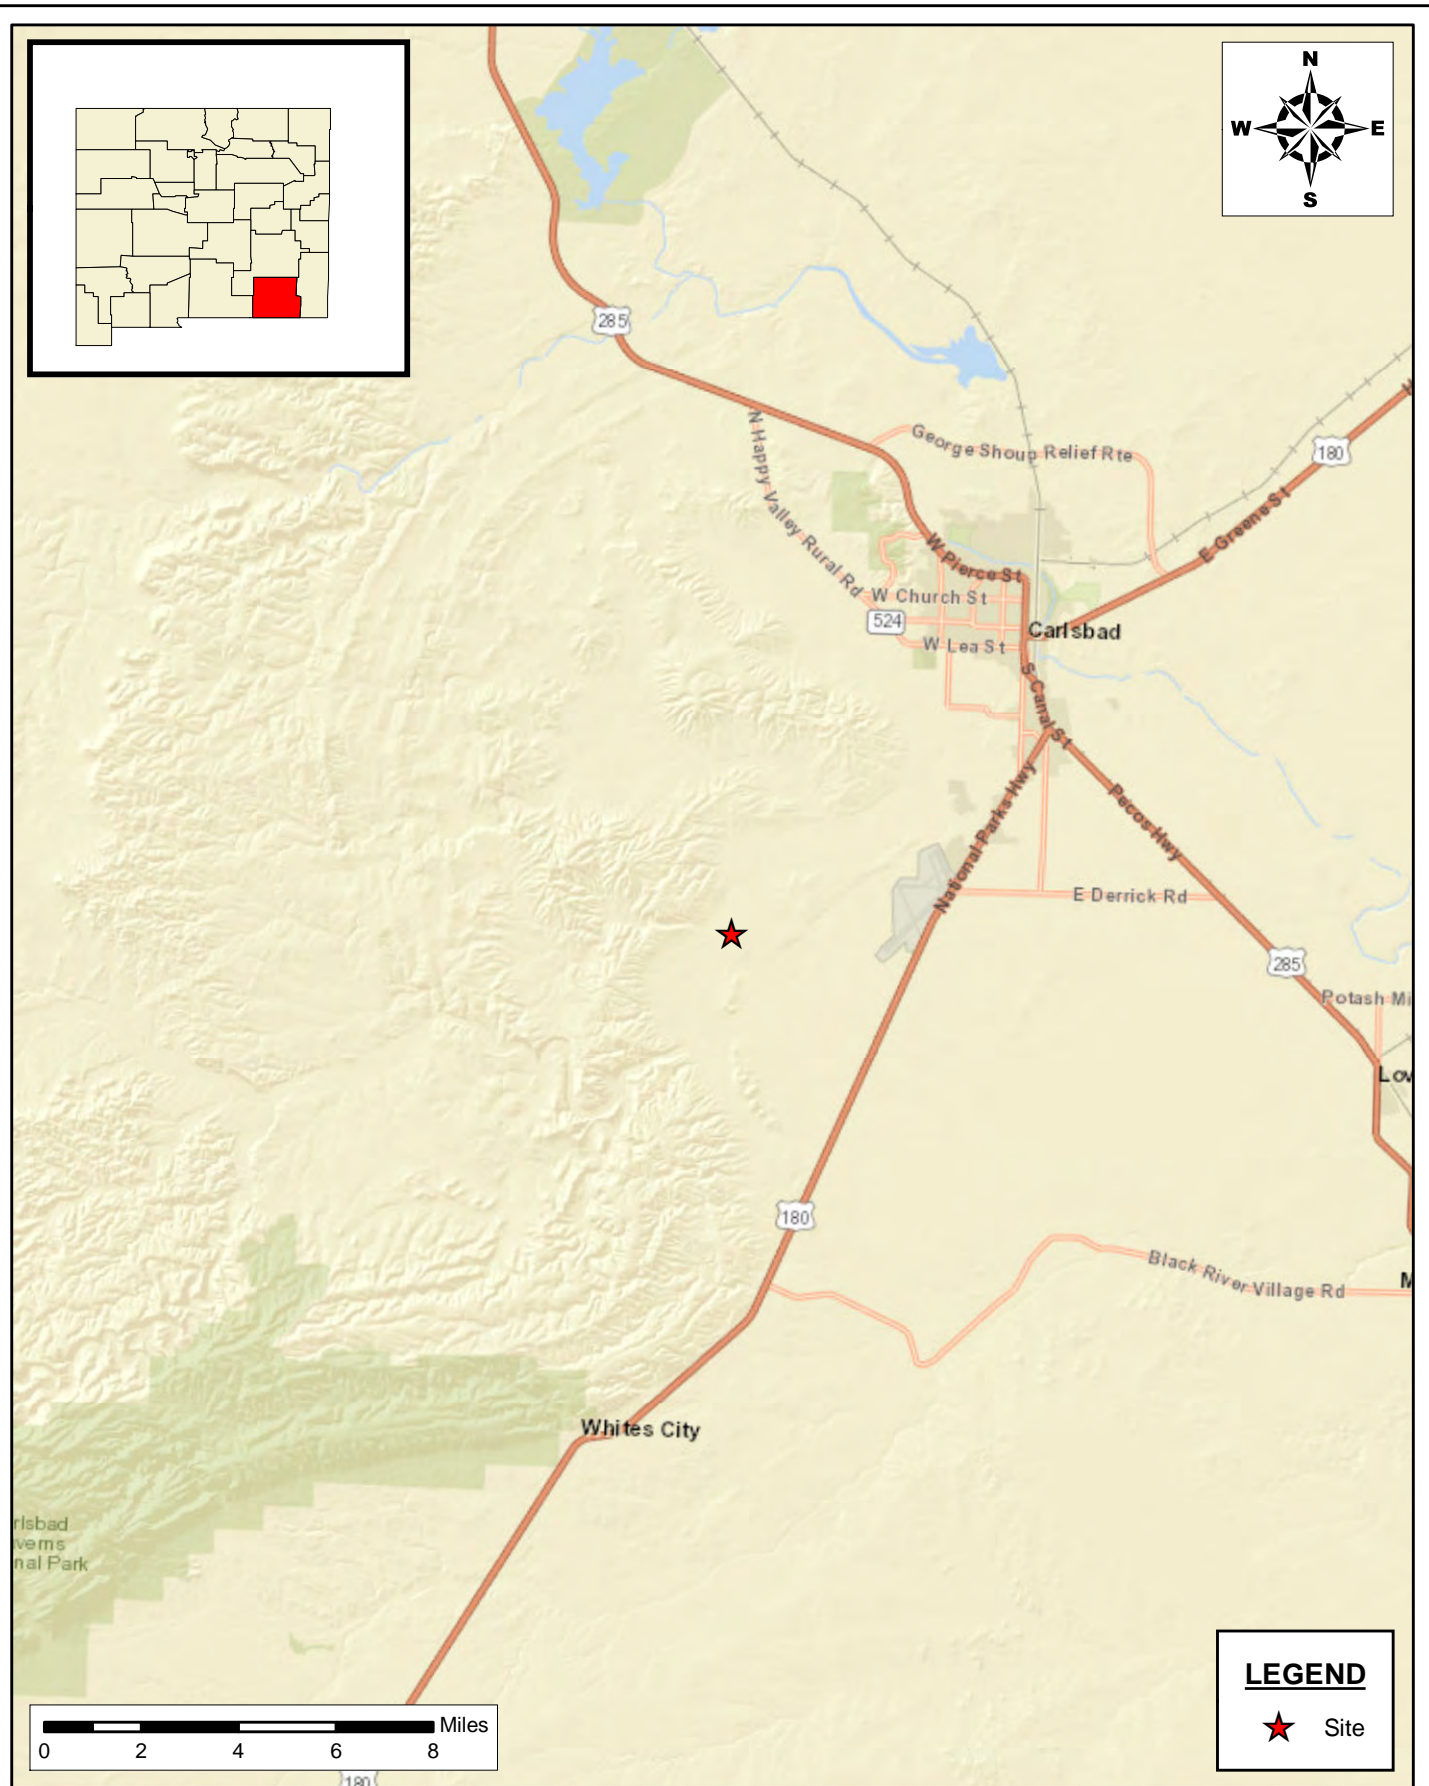 N
W E
S
285
180
N Happy Valley Rural Rd
George Shoup Relief Rte
E Greene St
W Pierce St
W Church St
524
Carlsbad
W Lea St
S Canal St
National Parks Hwy
Pecos Hwy
E Derrick Rd
285
Potash Mi
Lov
180
Black River Village Rd
M
Whites City
rlsbad
verns
nal Park
LEGEND
Site
Miles
0 2 4 6 8
180